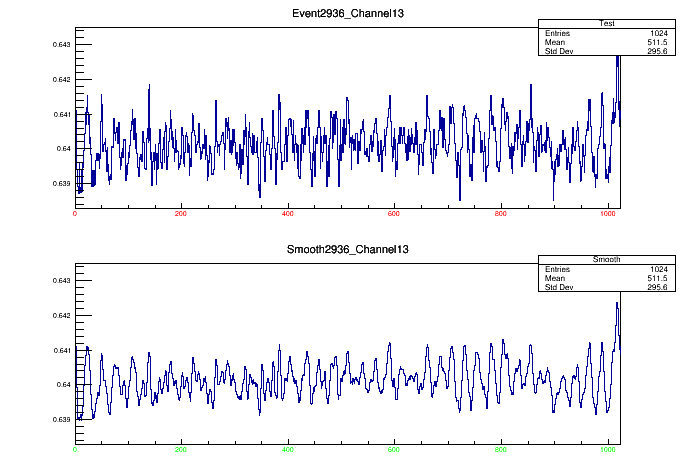 Event2936_Channel13
Test
Entries 1024
Mean 511.5
Std Dev 295.6
0.643
0.642
0.641
0.64
0.639
0 200 400 600 800 1000
Smooth2936_Channel13
Smooth
Entries 1024
Mean 511.5
Std Dev 295.6
0.643
0.642
0.641
0.64
0.639
0 200 400 600 800 1000